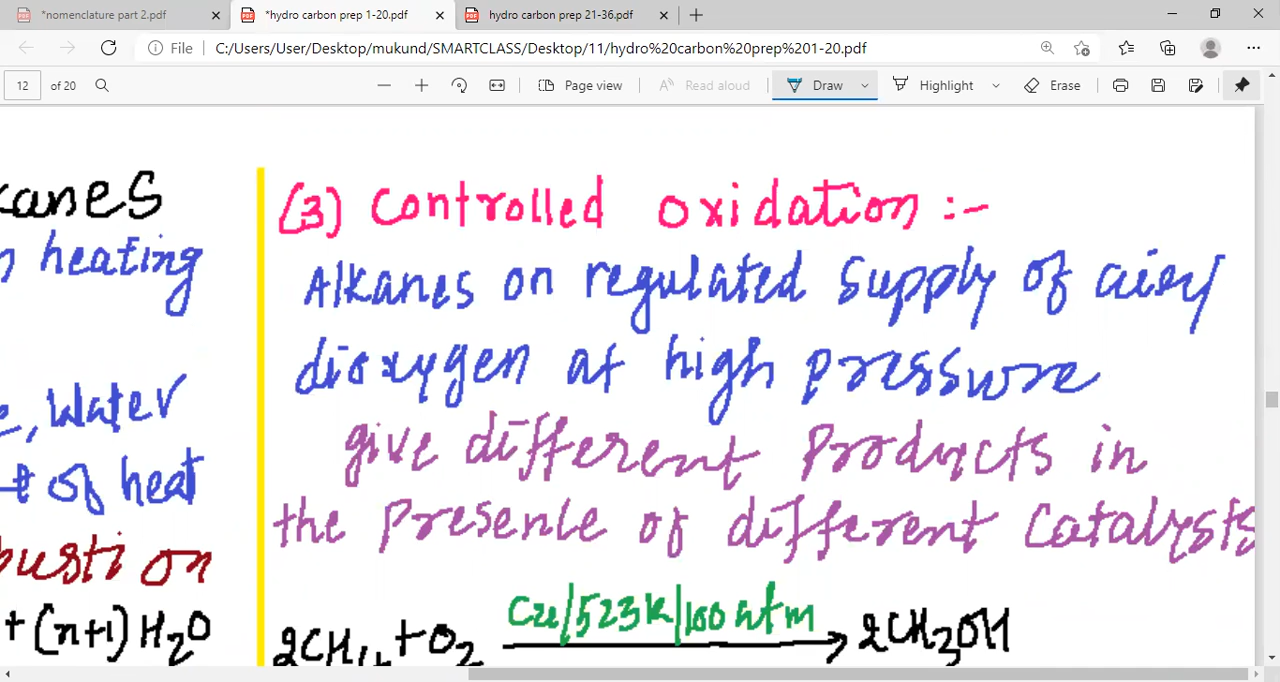 *nomenclature part 2.pdf
*hydro carbon prep 1-20.pdf
hydro carbon prep 21-36.pdf
File C:/Users/User/Desktop/mukund/SMARTCLASS/Desktop/11/hydro%20carbon%20prep%201-20.pdf
12 of 20 Page view Read aloud Draw Highlight Erase
kanes
n heating
e, water
t of heat
bustion
+ (n+1) H2O
(3) Controlled oxidation :-
Alkanes on regulated supply of air/
dioxygen at high pressure
give different products in
the presence of different catalysts
2CH4 + O2 Cu/523K/100 atm → 2CH3OH